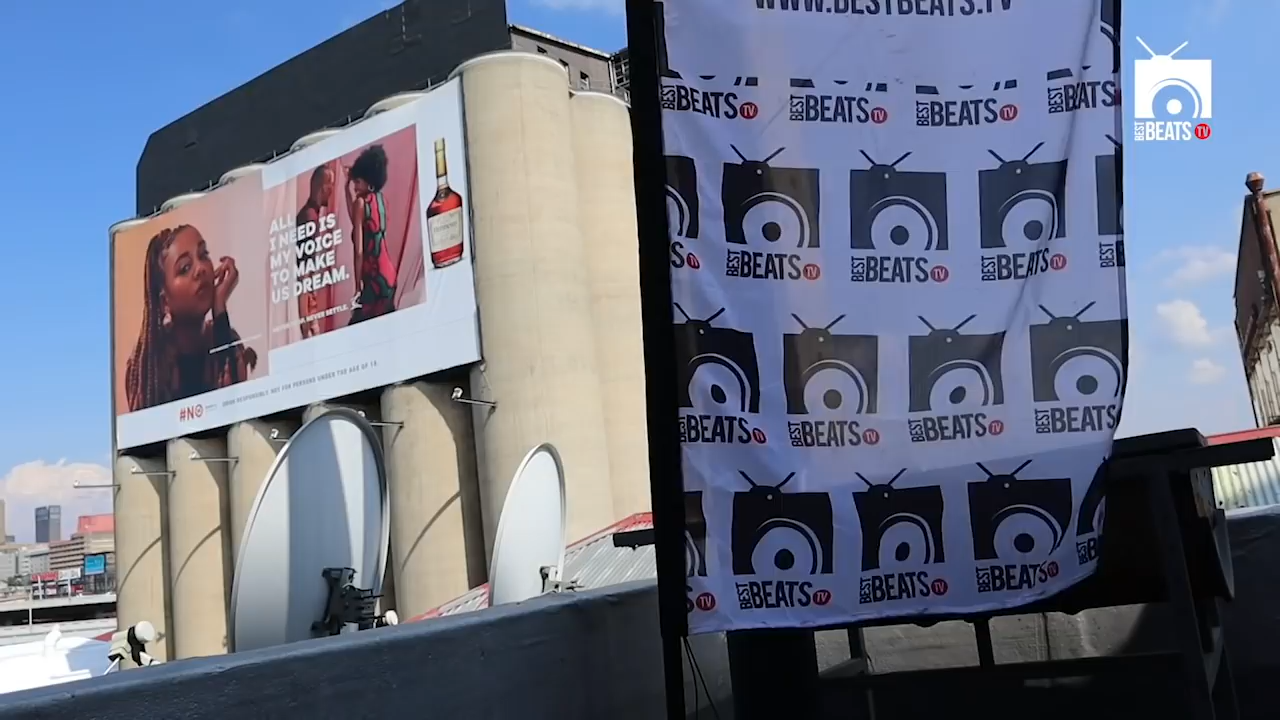 ALL
I NEED IS
MY VOICE
TO MAKE
US DREAM.
NEVER SETTLE.
Hennessy
#NO
DRINK RESPONSIBLY. NOT FOR PERSONS UNDER THE AGE OF 18.
WWW.BESTBEATS.TV
BEST BEATS TV
BEST BEATS TV
BEST BEATS TV
BEST BEATS
S TV
BEST BEATS TV
BEST BEATS TV
BEST BEATS TV
BEST
BEST BEATS TV
BEST BEATS TV
BEST BEATS TV
BEST BEATS
S TV
BEST BEATS TV
BEST BEATS TV
BEST BEATS TV
BEST B
BEST BEATS TV